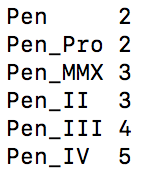 Pen      2
Pen_Pro  2
Pen_MMX  3
Pen_II   3
Pen_III  4
Pen_IV   5